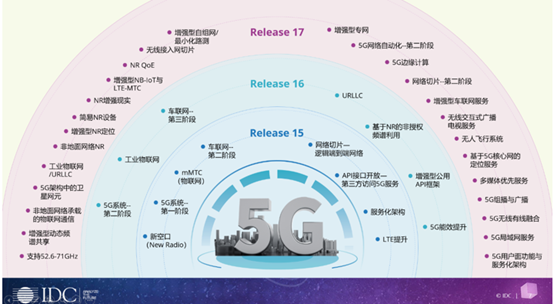 Release 17
Release 16
Release 15
增强型自组网/
最小化路测
无线接入网切片
NR QoE
增强型NB-IoT与
LTE-MTC
NR增强现实
简易NR设备
增强型NR定位
非地面网络NR
工业物联网
/URLLC
5G架构中的卫
星网元
非地面网络承载
的物联网通信
增强型动态频
谱共享
支持52.6-71GHz
增强型专网
5G网络自动化--第二阶段
5G边缘计算
网络切片--第二阶段
增强型车联网服务
无线交互式广播
电视服务
无人飞行系统
基于5G核心网的
定位服务
多媒体优先服务
5G组播与广播
5G无线有线融合
5G局域网服务
5G用户面功能与
服务化架构
车联网--
第三阶段
工业物联网
5G系统--
第二阶段
URLLC
基于NR的非授权
频谱利用
增强型公用
API框架
5G能效提升
车联网--
第二阶段
mMTC
(物联网)
5G系统--
第一阶段
新空口
(New Radio)
网络切片—
逻辑端到端网络
API接口开放—
第三方访问5G服务
服务化架构
LTE提升
5G
IDC
ANALYZE
THE
FUTURE
© IDC